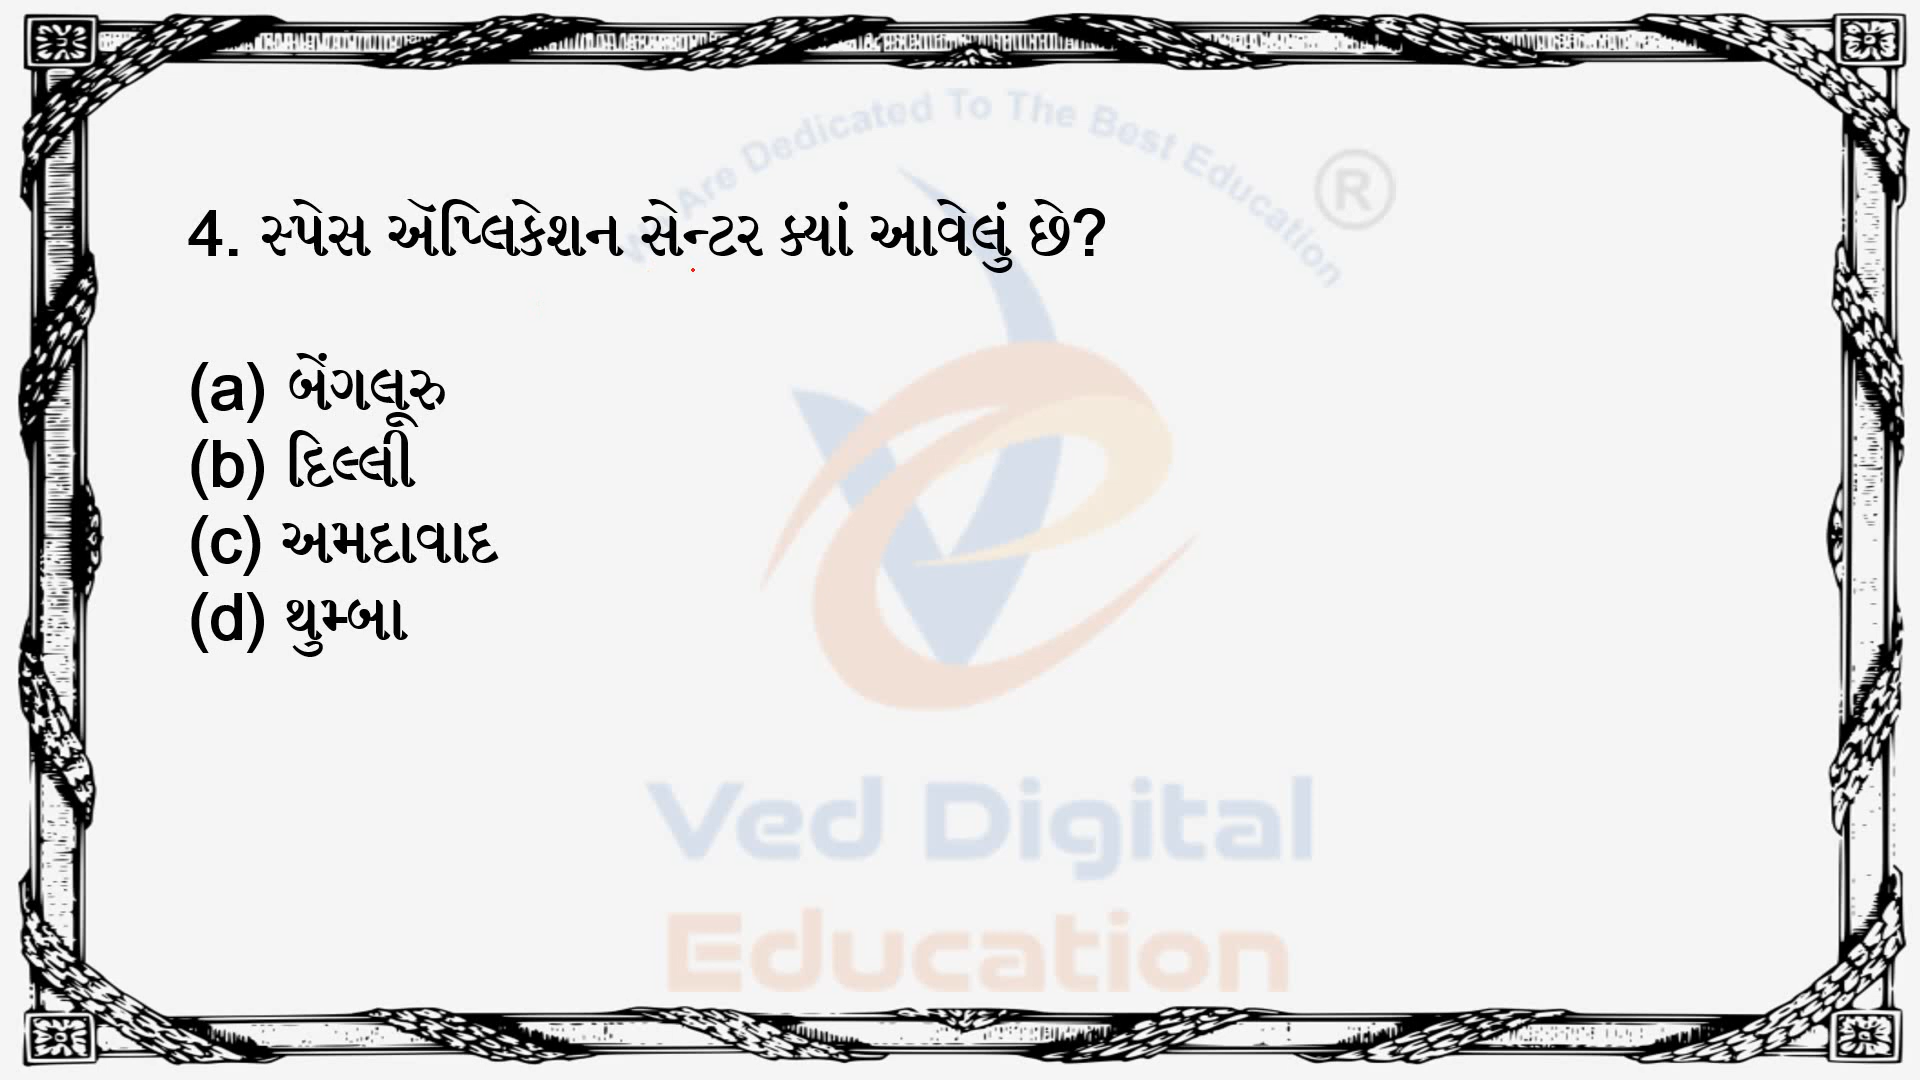 We Are Dedicated To The Best Education
®
4. સ્પેસ ઍપ્લિકેશન સેન્ટર ક્યાં આવેલું છે?
(a) બેંગલૂરુ
(b) દિલ્લી
(c) અમદાવાદ
(d) થુમ્બા
Ved Digital
Education